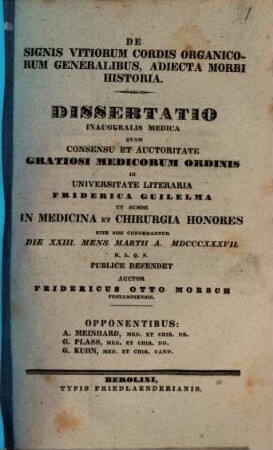 DE
SIGNIS VITIORUM CORDIS ORGANICO-
RUM GENERALIBUS, ADIECTA MORBI
HISTORIA.
DISSERTATIO
INAUGURALIS MEDICA
QUAM
CONSENSU ET AUCTORITATE
GRATIOSI MEDICORUM ORDINIS
IN
UNIVERSITATE LITERARIA
FRIDERICA GUILELMA
UT SUMMI
IN MEDICINA ET CHIRURGIA HONORES
RITE SIBI CONCEDANTUR
DIE XXIII. MENS. MARTII A. MDCCCXXXVII.
H. L. Q. S.
PUBLICE DEFENDET
AUCTOR
FRIDERICUS OTTO MORSCH
POSTAMPIENSIS.
OPPONENTIBUS:
A. MEINHARD, MED. ET CHIR. DR.
G. PLASS, MED. ET CHIR. DD.
G. KUHN, MED. ET CHIR. CAND.
BEROLINI,
TYPIS FRIEDLAENDERIANIS.